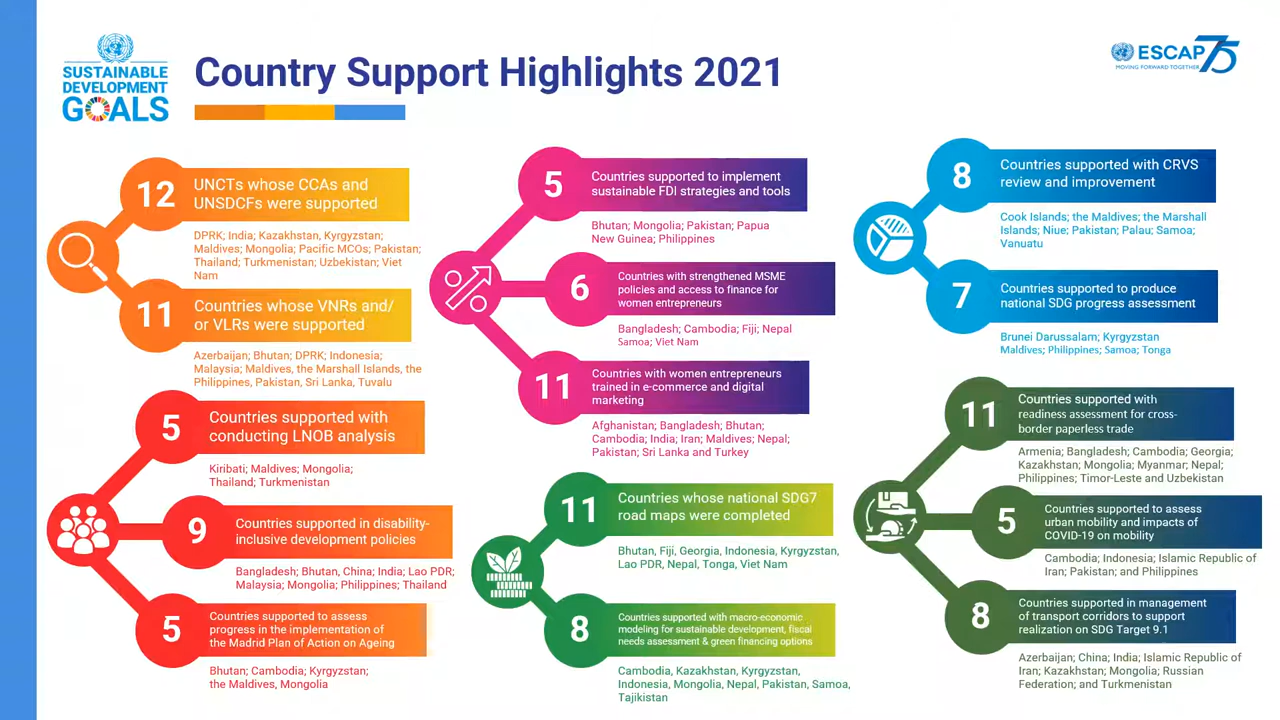 SUSTAINABLE
DEVELOPMENT
GOALS
Country Support Highlights 2021
ESCAP 75
MOVING FORWARD TOGETHER
12
UNCTs whose CCAs and
UNSDCFs were supported
DPRK; India; Kazakhstan, Kyrgyzstan;
Maldives; Mongolia; Pacific MCOs; Pakistan;
Thailand; Turkmenistan; Uzbekistan; Viet
Nam
11
Countries whose VNRs and/
or VLRs were supported
Azerbaijan; Bhutan; DPRK; Indonesia;
Malaysia; Maldives, the Marshall Islands, the
Philippines, Pakistan, Sri Lanka, Tuvalu
5
Countries supported with
conducting LNOB analysis
Kiribati; Maldives; Mongolia;
Thailand; Turkmenistan
9
Countries supported in disability-
inclusive development policies
Bangladesh; Bhutan, China; India; Lao PDR;
Malaysia; Mongolia; Philippines; Thailand
5
Countries supported to assess
progress in the implementation of
the Madrid Plan of Action on Ageing
Bhutan; Cambodia; Kyrgyzstan;
the Maldives, Mongolia
5
Countries supported to implement
sustainable FDI strategies and tools
Bhutan; Mongolia; Pakistan; Papua
New Guinea; Philippines
6
Countries with strengthened MSME
policies and access to finance for
women entrepreneurs
Bangladesh; Cambodia; Fiji; Nepal
Samoa; Viet Nam
11
Countries with women entrepreneurs
trained in e-commerce and digital
marketing
Afghanistan; Bangladesh; Bhutan;
Cambodia; India; Iran; Maldives; Nepal;
Pakistan; Sri Lanka and Turkey
11
Countries whose national SDG7
road maps were completed
Bhutan, Fiji, Georgia, Indonesia, Kyrgyzstan,
Lao PDR, Nepal, Tonga, Viet Nam
8
Countries supported with macro-economic
modeling for sustainable development, fiscal
needs assessment & green financing options
Cambodia, Kazakhstan, Kyrgyzstan,
Indonesia, Mongolia, Nepal, Pakistan, Samoa,
Tajikistan
8
Countries supported with CRVS
review and improvement
Cook Islands; the Maldives; the Marshall
Islands, Niue; Pakistan; Palau; Samoa;
Vanuatu
7
Countries supported to produce
national SDG progress assessment
Brunei Darussalam; Kyrgyzstan
Maldives; Philippines; Samoa; Tonga
11
Countries supported with
readiness assessment for cross-
border paperless trade
Armenia; Bangladesh; Cambodia; Georgia;
Kazakhstan; Mongolia; Myanmar; Nepal;
Philippines; Timor-Leste and Uzbekistan
5
Countries supported to assess
urban mobility and impacts of
COVID-19 on mobility
Cambodia; Indonesia; Islamic Republic of
Iran; Pakistan; and Philippines
8
Countries supported in management
of transport corridors to support
realization on SDG Target 9.1
Azerbaijan; China; India; Islamic Republic of
Iran; Kazakhstan; Mongolia; Russian
Federation; and Turkmenistan